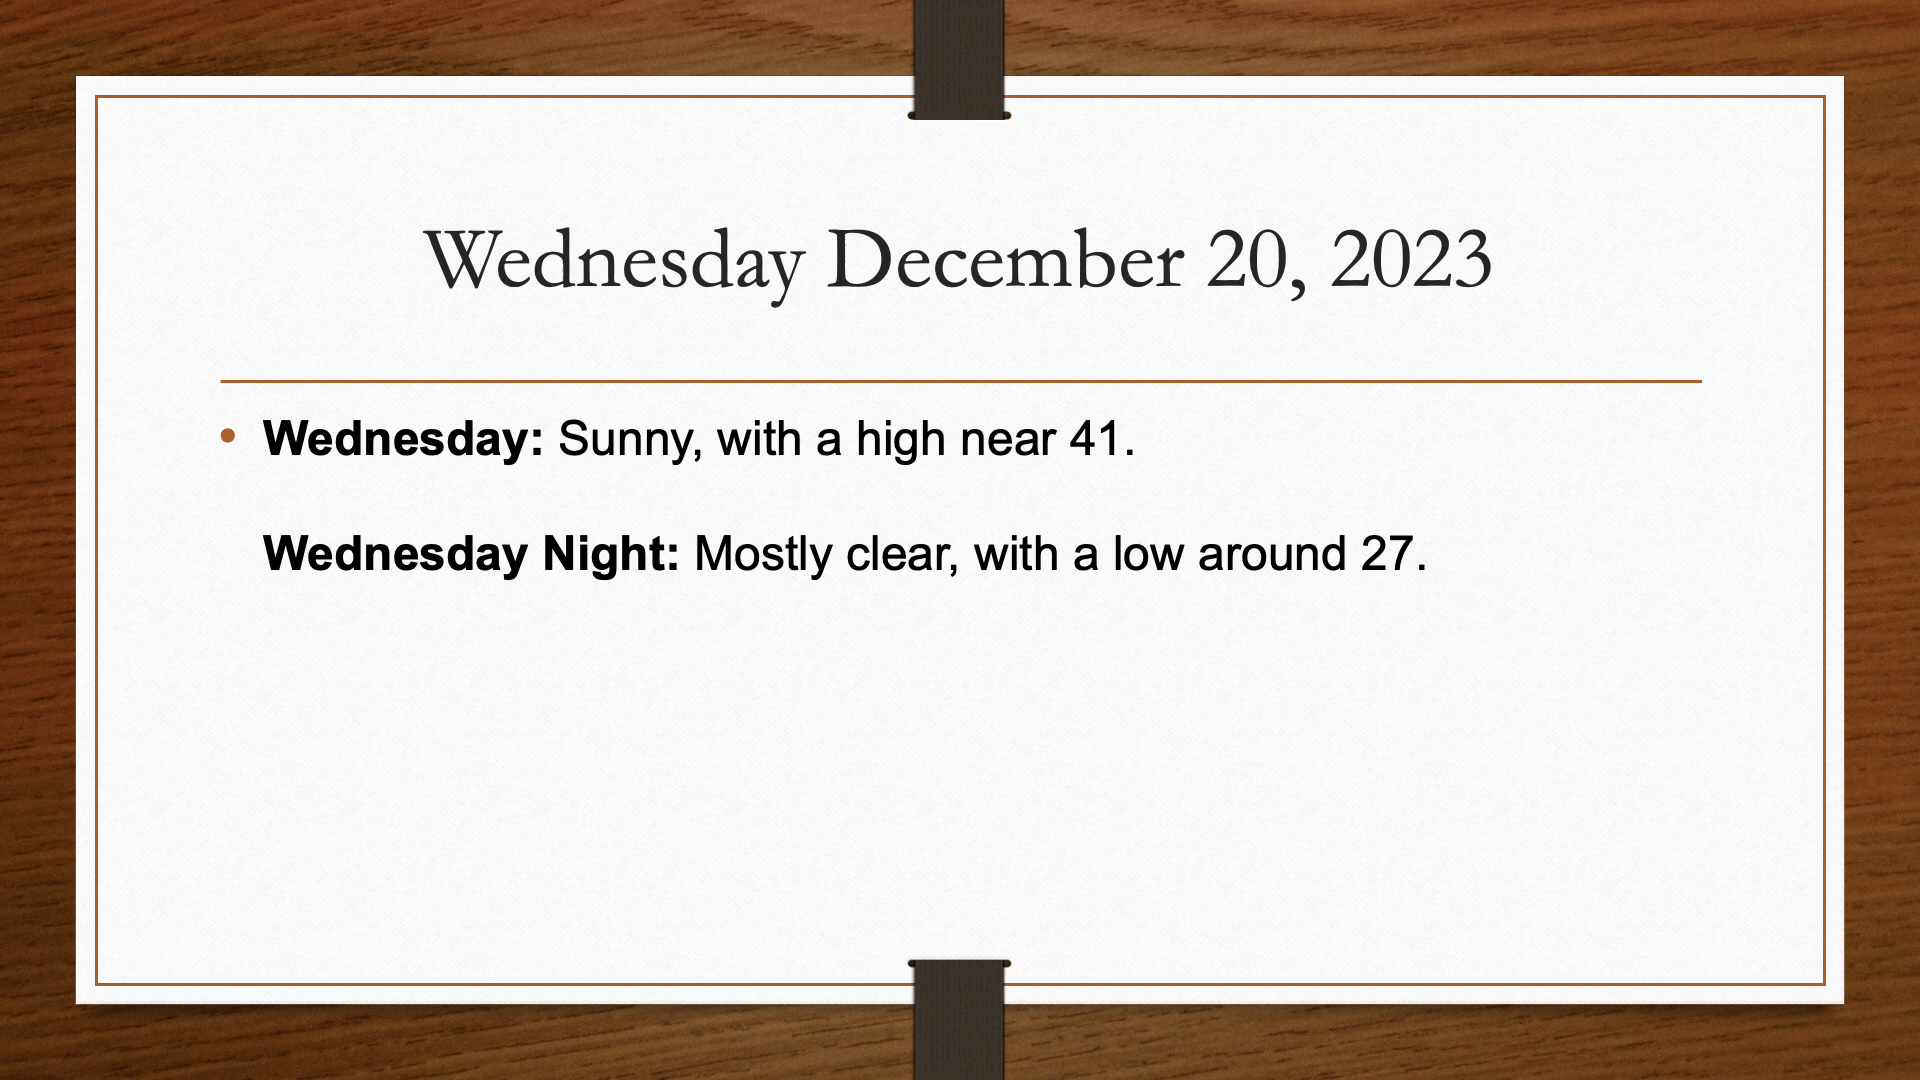 Wednesday December 20, 2023
• Wednesday: Sunny, with a high near 41.
Wednesday Night: Mostly clear, with a low around 27.